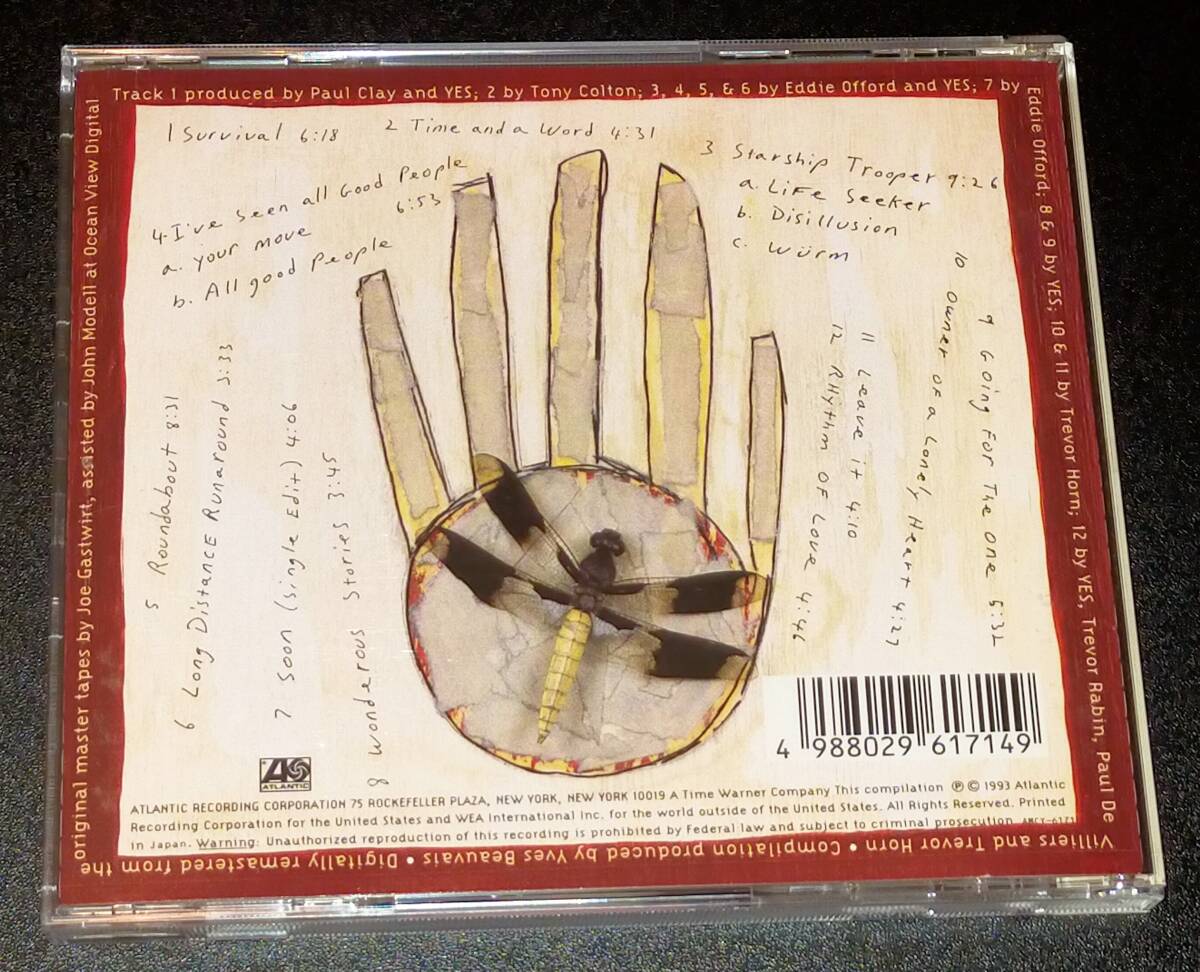 Track 1 produced by Paul Clay and YES; 2 by Tony Colton; 3, 4, 5, & 6 by Eddie Offord and YES; 7 by
Eddie Offord; 8 & 9 by YES; 10 & 11 by Trevor Horn; 12 by YES, Trevor Rabin, Paul De
Villiers and Trevor Horn • Compilation produced by Yves Beauvais • Digitally remastered from the
original master tapes by Joe Gastwirt, assisted by John Modell at Ocean View Digital
1 Survival 6:18
2 Time and a Word 4:31
3 Starship Trooper 9:26
a. Life Seeker
b. Disillusion
c. Würm
4. I've seen all Good People
6:53
a. your move
b. All good People
5 Roundabout 8:31
6 Long Distance Runaround 3:33
7 Soon (single Edit) 4:06
8 Wonderous Stories 3:45
9 Going For The One 5:32
10 Owner of a Lonely Heart 4:27
11 Leave it 4:10
12 Rhythm of Love 4:46
4 988029 617149
ATLANTIC
ATLANTIC RECORDING CORPORATION 75 ROCKEFELLER PLAZA, NEW YORK, NEW YORK 10019 A Time Warner Company This compilation ℗ © 1993 Atlantic
Recording Corporation for the United States and WEA International Inc. for the world outside of the United States. All Rights Reserved. Printed
in Japan. Warning: Unauthorized reproduction of this recording is prohibited by Federal law and subject to criminal prosecution.